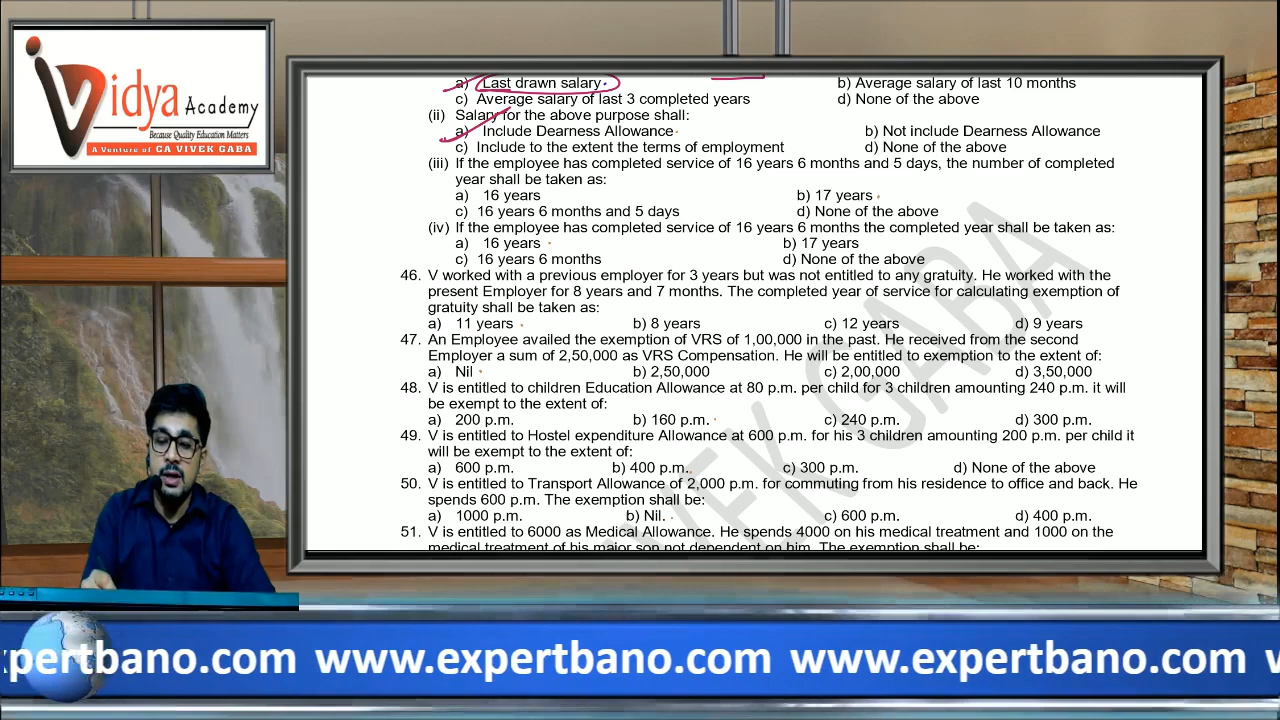 Vidya Academy
Because Quality Education Matters
A Venture of CA VIVEK GABA
a) Last drawn salary b) Average salary of last 10 months
c) Average salary of last 3 completed years d) None of the above
(ii) Salary for the above purpose shall:
a) Include Dearness Allowance b) Not include Dearness Allowance
c) Include to the extent the terms of employment d) None of the above
(iii) If the employee has completed service of 16 years 6 months and 5 days, the number of completed
year shall be taken as:
a) 16 years b) 17 years
c) 16 years 6 months and 5 days d) None of the above
(iv) If the employee has completed service of 16 years 6 months the completed year shall be taken as:
a) 16 years b) 17 years
c) 16 years 6 months d) None of the above
46. V worked with a previous employer for 3 years but was not entitled to any gratuity. He worked with the
present Employer for 8 years and 7 months. The completed year of service for calculating exemption of
gratuity shall be taken as:
a) 11 years b) 8 years c) 12 years d) 9 years
47. An Employee availed the exemption of VRS of 1,00,000 in the past. He received from the second
Employer a sum of 2,50,000 as VRS Compensation. He will be entitled to exemption to the extent of:
a) Nil b) 2,50,000 c) 2,00,000 d) 3,50,000
48. V is entitled to children Education Allowance at 80 p.m. per child for 3 children amounting 240 p.m. it will
be exempt to the extent of:
a) 200 p.m. b) 160 p.m. c) 240 p.m. d) 300 p.m.
49. V is entitled to Hostel expenditure Allowance at 600 p.m. for his 3 children amounting 200 p.m. per child it
will be exempt to the extent of:
a) 600 p.m. b) 400 p.m. c) 300 p.m. d) None of the above
50. V is entitled to Transport Allowance of 2,000 p.m. for commuting from his residence to office and back. He
spends 600 p.m. The exemption shall be:
a) 1000 p.m. b) Nil. c) 600 p.m. d) 400 p.m.
51. V is entitled to 6000 as Medical Allowance. He spends 4000 on his medical treatment and 1000 on the
medical treatment of his major son not dependent on him. The exemption shall be:
VEK GABA
xpertbano.com www.expertbano.com www.expertbano.com w